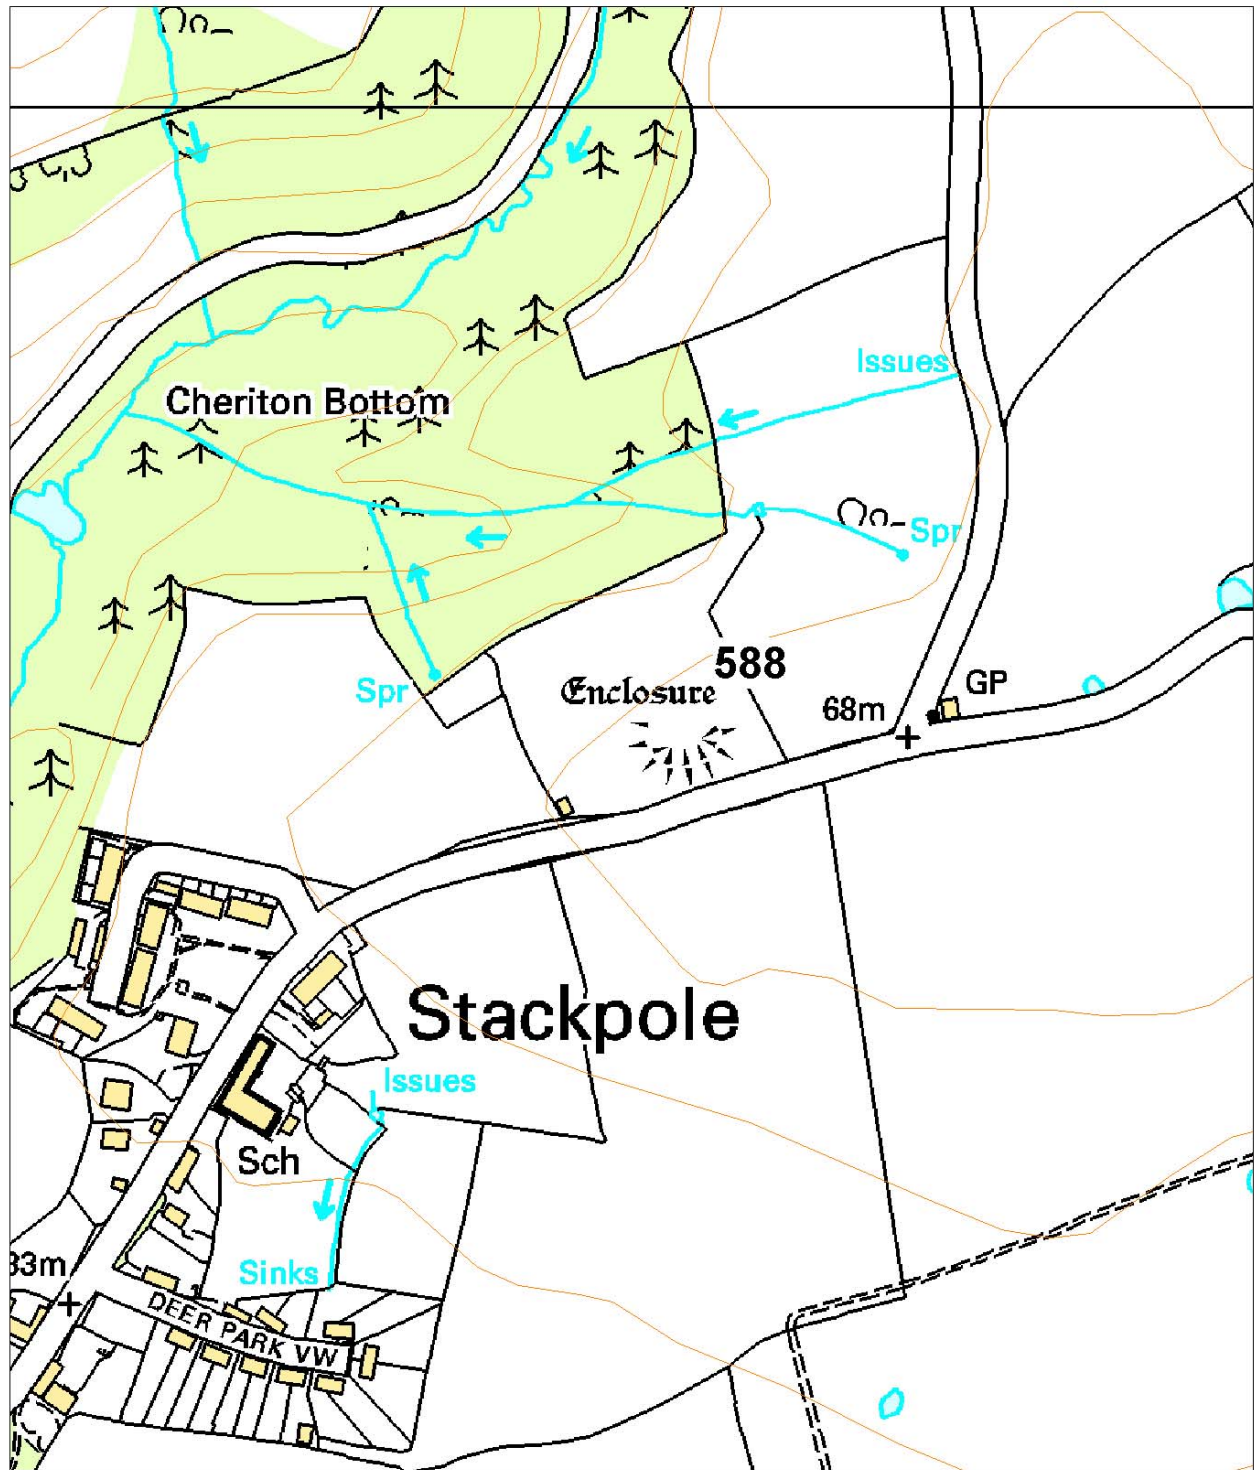 Issues
Cheriton Bottom
Spr
588
Enclosure
Spr
GP
68m
Stackpole
Issues
Sch
Sinks
33m
DEER PARK VW